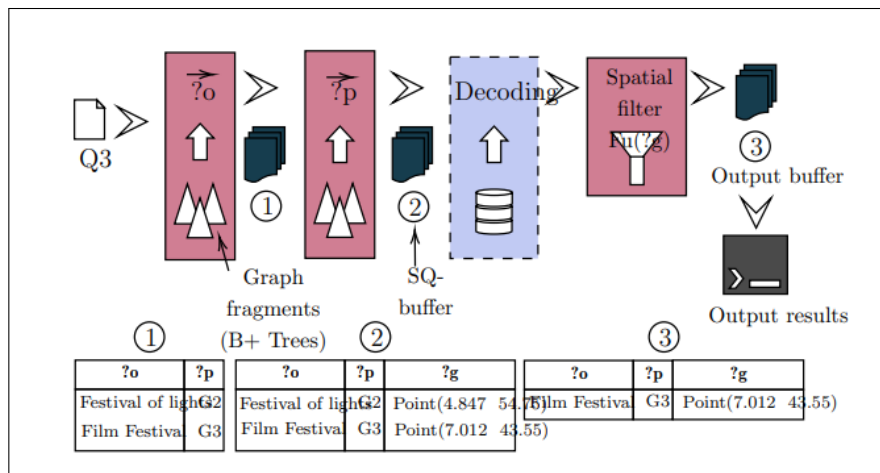 ?o
?p
Decoding
Spatial
filter
Fu(?g)
Q3
1
2
3
Output buffer
Graph
fragments
(B+ Trees)
SQ-
buffer
Output results
1
2
3
?o ?p
Festival of lights G2
Film Festival G3
?o ?p ?g
Festival of lights G2 Point(4.847 54.75)
Film Festival G3 Point(7.012 43.55)
?o ?p ?g
Film Festival G3 Point(7.012 43.55)